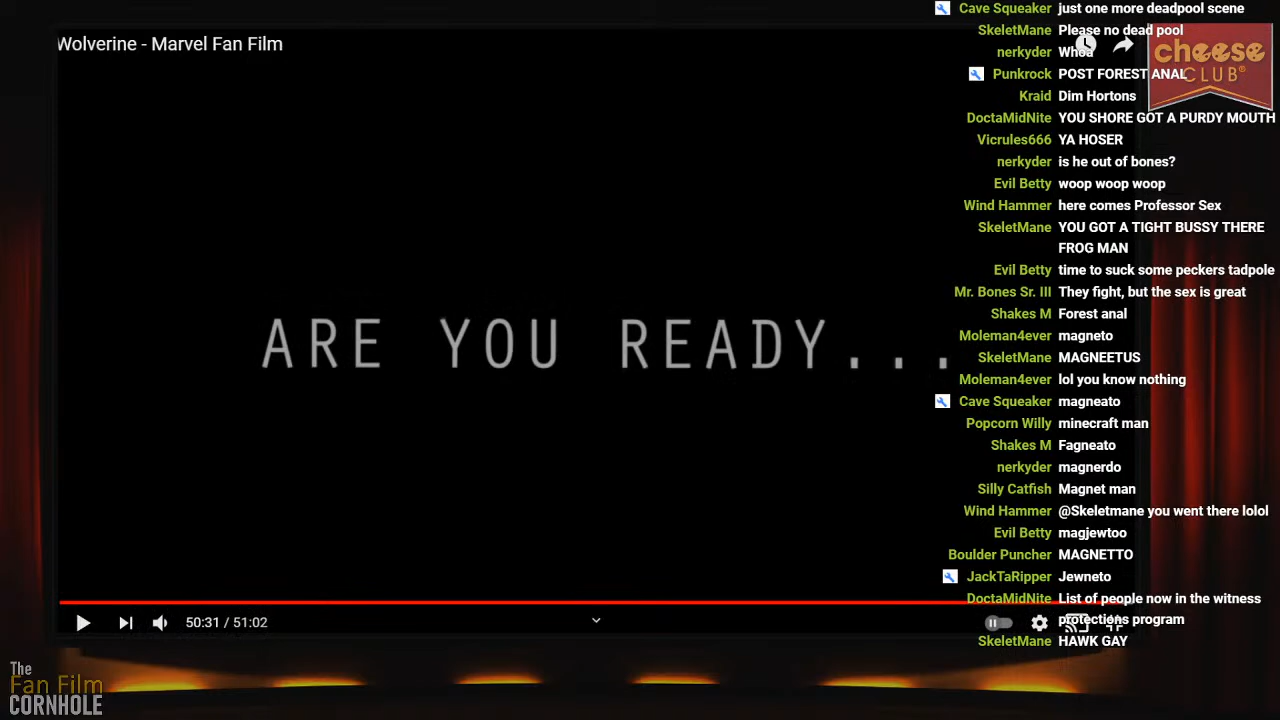 Wolverine - Marvel Fan Film
cheese
CLUB®
ARE YOU READY...
50:31 / 51:02
The
Fan Film
CORNHOLE
Cave Squeaker just one more deadpool scene
SkeletMane Please no dead pool
nerkyder Whoa
Punkrock POST FOREST ANAL
Kraid Dim Hortons
DoctaMidNite YOU SHORE GOT A PURDY MOUTH
Vicrules666 YA HOSER
nerkyder is he out of bones?
Evil Betty woop woop woop
Wind Hammer here comes Professor Sex
SkeletMane YOU GOT A TIGHT BUSSY THERE
FROG MAN
Evil Betty time to suck some peckers tadpole
Mr. Bones Sr. III They fight, but the sex is great
Shakes M Forest anal
Moleman4ever magneto
SkeletMane MAGNEETUS
Moleman4ever lol you know nothing
Cave Squeaker magneato
Popcorn Willy minecraft man
Shakes M Fagneato
nerkyder magnerdo
Silly Catfish Magnet man
Wind Hammer @Skeletmane you went there lolol
Evil Betty magjewtoo
Boulder Puncher MAGNETTO
JackTaRipper Jewneto
DoctaMidNite List of people now in the witness
protections program
SkeletMane HAWK GAY